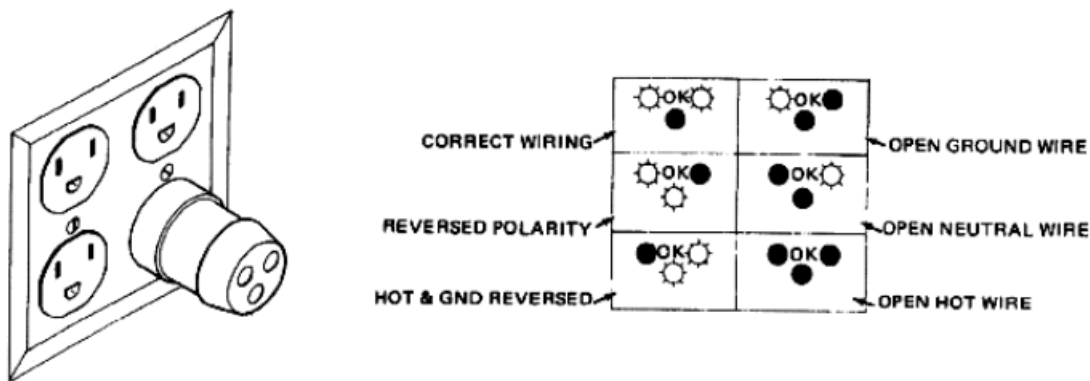 OK OK
CORRECT WIRING
OPEN GROUND WIRE
OK OK
REVERSED POLARITY
OPEN NEUTRAL WIRE
OK OK
HOT & GND REVERSED
OPEN HOT WIRE